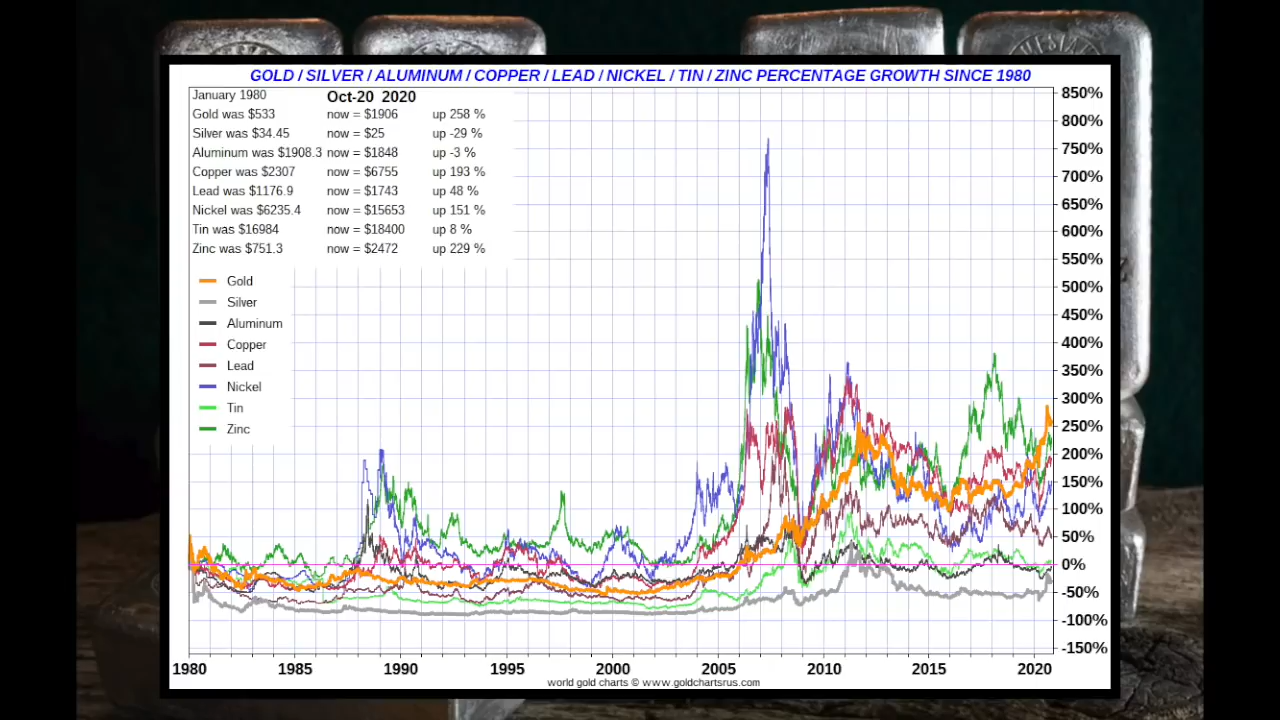 GOLD / SILVER / ALUMINUM / COPPER / LEAD / NICKEL / TIN / ZINC PERCENTAGE GROWTH SINCE 1980
January 1980 Oct-20 2020
Gold was $533 now = $1906 up 258 %
Silver was $34.45 now = $25 up -29 %
Aluminum was $1908.3 now = $1848 up -3 %
Copper was $2307 now = $6755 up 193 %
Lead was $1176.9 now = $1743 up 48 %
Nickel was $6235.4 now = $15653 up 151 %
Tin was $16984 now = $18400 up 8 %
Zinc was $751.3 now = $2472 up 229 %
Gold
Silver
Aluminum
Copper
Lead
Nickel
Tin
Zinc
850%
800%
750%
700%
650%
600%
550%
500%
450%
400%
350%
300%
250%
200%
150%
100%
50%
0%
-50%
-100%
-150%
1980 1985 1990 1995 2000 2005 2010 2015 2020
world gold charts © www.goldchartsrus.com